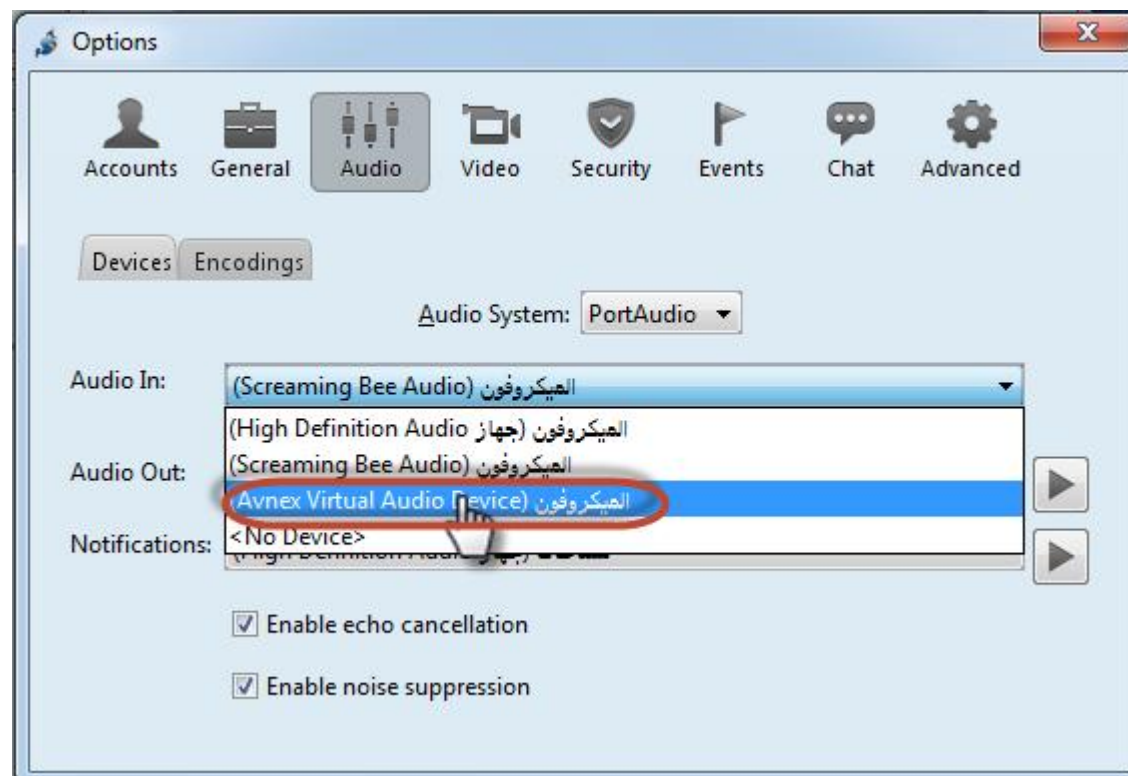 Options
Accounts General Audio Video Security Events Chat Advanced
Devices Encodings
Audio System: PortAudio
Audio In: الميكروفون (Screaming Bee Audio)
الميكروفون (جهاز High Definition Audio)
Audio Out: الميكروفون (Screaming Bee Audio)
الميكروفون (Avnex Virtual Audio Device)
Notifications: <No Device>
Enable echo cancellation
Enable noise suppression